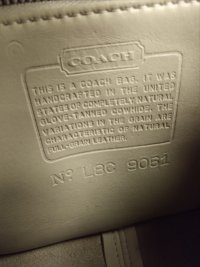 COACH
THIS IS A COACH BAG. IT WAS
HANDCRAFTED IN THE UNITED
STATES OF COMPLETELY NATURAL
GLOVE-TANNED COWHIDE. THE
VARIATIONS IN THE GRAIN ARE
CHARACTERISTIC OF NATURAL
FULL-GRAIN LEATHER.
Nº L8C 9051